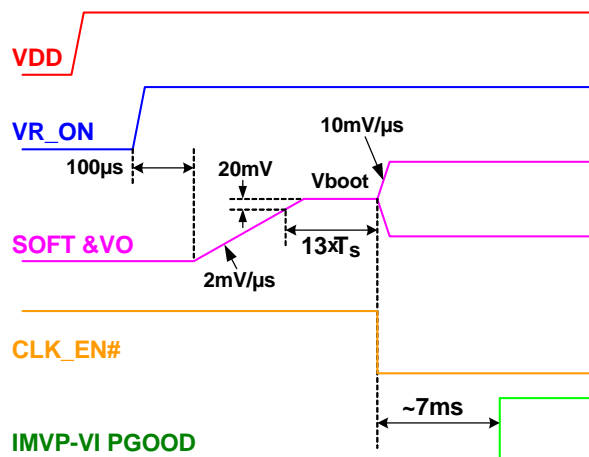 VDD
VR_ON
10mV/µs
100µs
20mV
Vboot
SOFT &VO
13xTs
2mV/µs
CLK_EN#
~7ms
IMVP-VI PGOOD